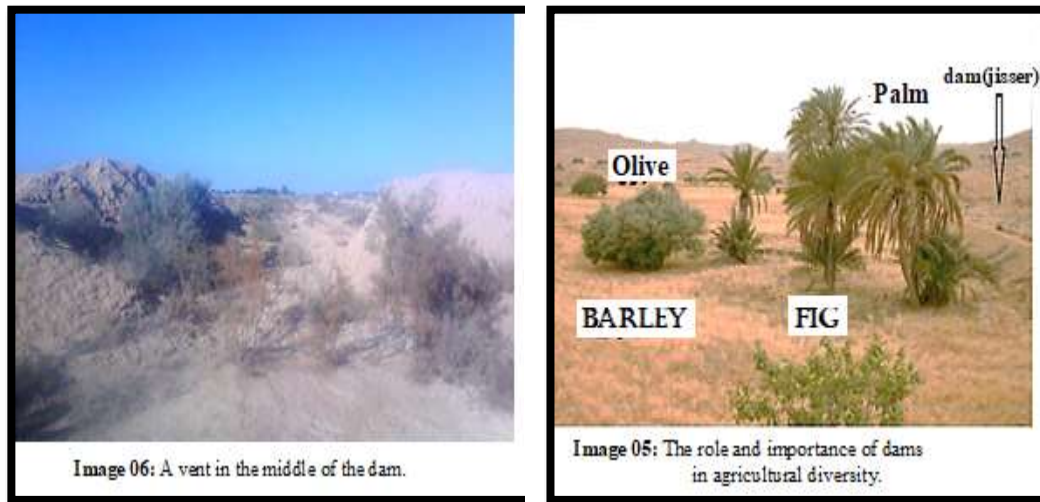 Image 06: A vent in the middle of the dam.
dam(jisser)
Palm
Olive
BARLEY
FIG
Image 05: The role and importance of dams
in agricultural diversity.